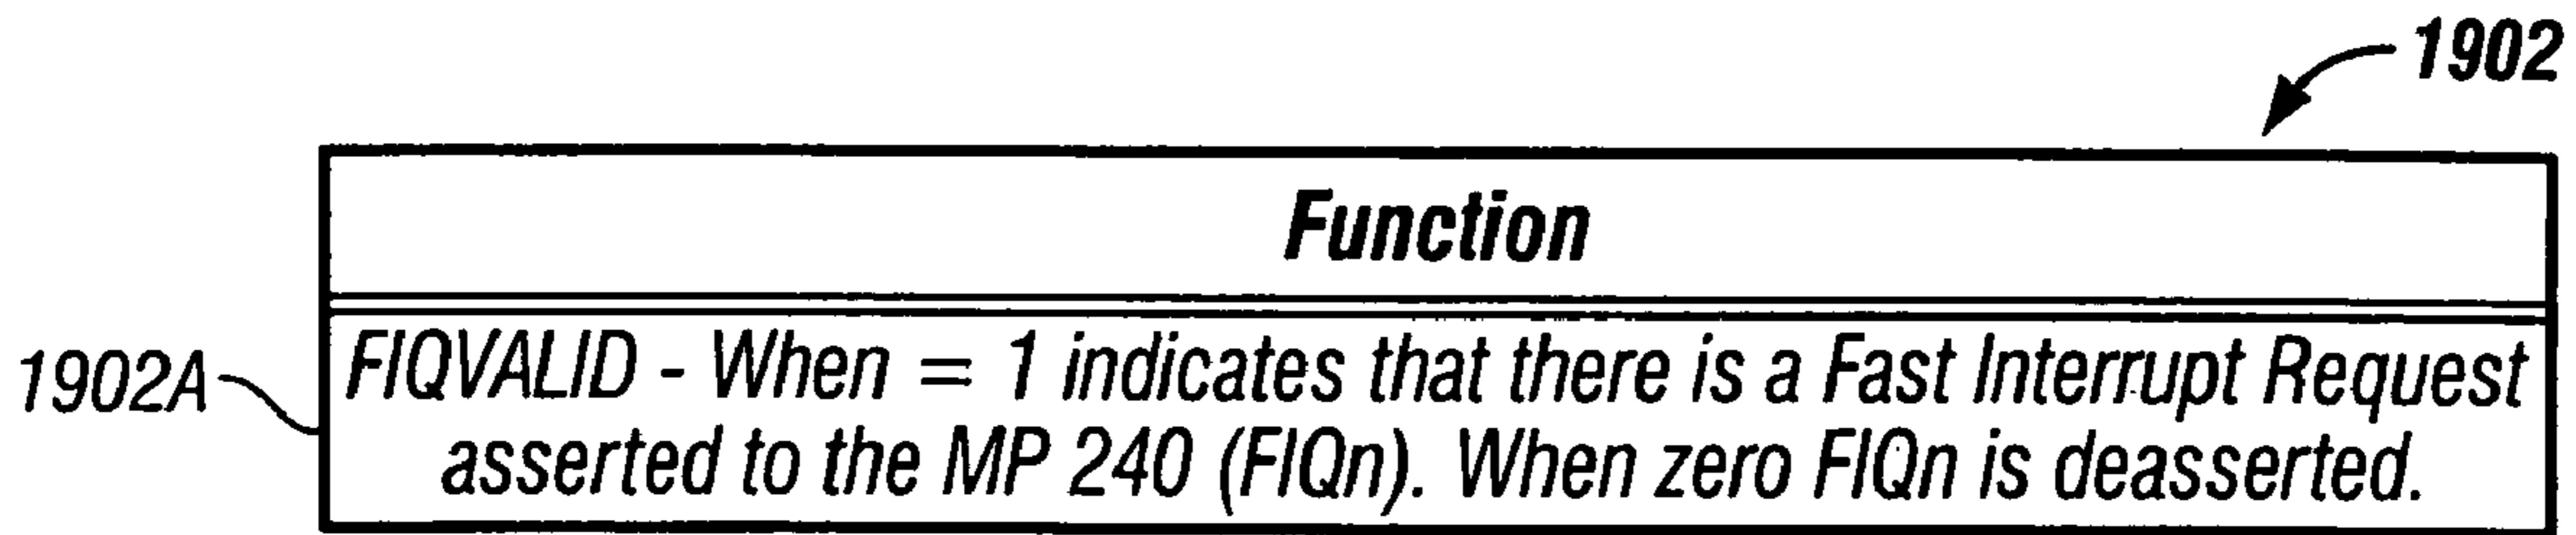 1902
Function
1902A
FIQVALID - When = 1 indicates that there is a Fast Interrupt Request
asserted to the MP 240 (FIQn). When zero FIQn is deasserted.